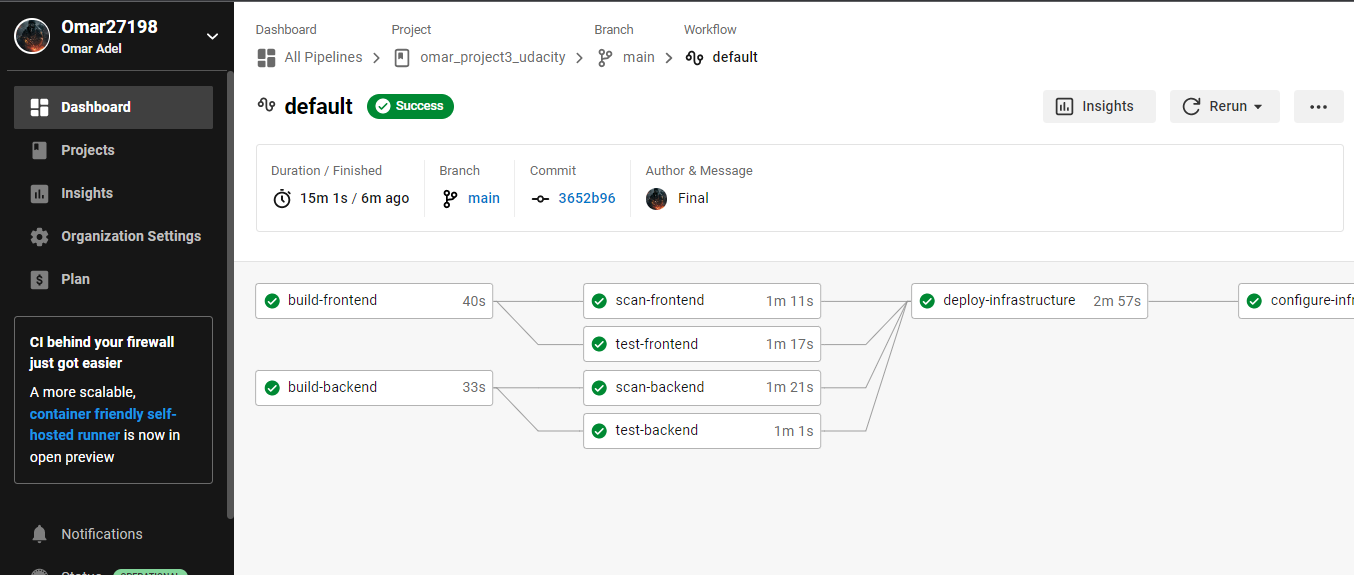 Omar27198
Omar Adel
Dashboard
Projects
Insights
Organization Settings
Plan
CI behind your firewall
just got easier
A more scalable,
container friendly self-
hosted runner is now in
open preview
Notifications
Status OPERATIONAL
Dashboard Project Branch Workflow
All Pipelines omar_project3_udacity main default
default Success Insights Rerun
Duration / Finished Branch Commit Author & Message
15m 1s / 6m ago main 3652b96 Final
build-frontend 40s scan-frontend 1m 11s deploy-infrastructure 2m 57s configure-infr
test-frontend 1m 17s
build-backend 33s scan-backend 1m 21s
test-backend 1m 1s